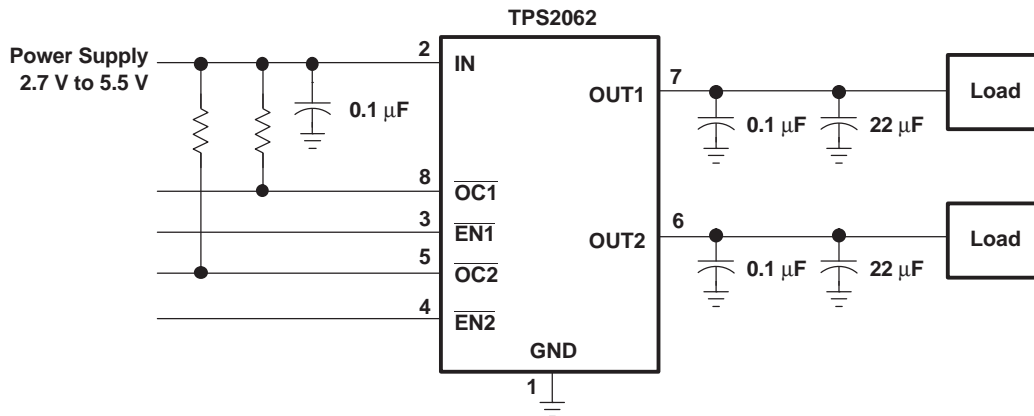 TPS2062
Power Supply
2.7 V to 5.5 V
2
IN
0.1 μF
8
OC1
3
EN1
5
OC2
4
EN2
GND
1
7
OUT1
0.1 μF
22 μF
Load
6
OUT2
0.1 μF
22 μF
Load